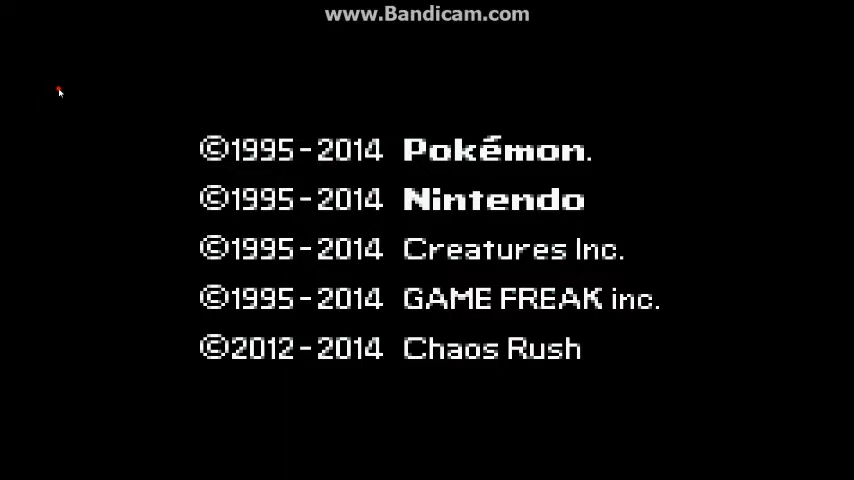 www.Bandicam.com
©1995-2014 Pokémon.
©1995-2014 Nintendo
©1995-2014 Creatures Inc.
©1995-2014 GAME FREAK inc.
©2012-2014 Chaos Rush